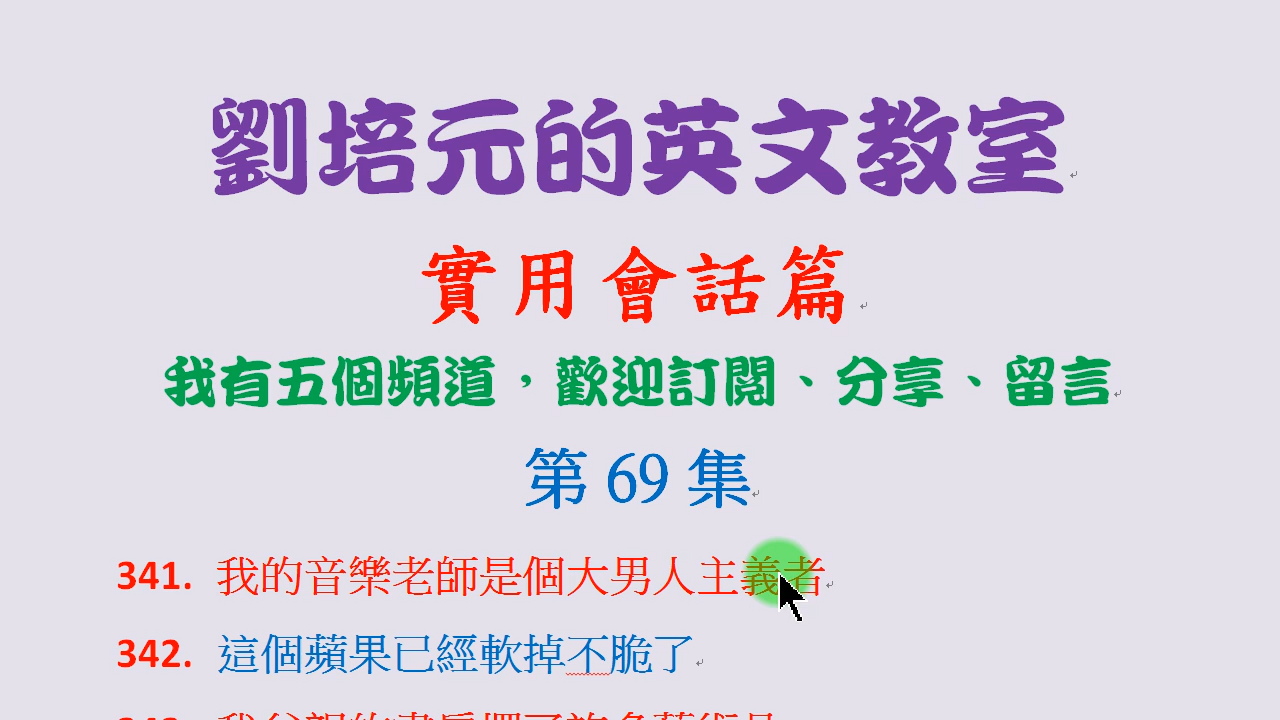 劉培元的英文教室
實用會話篇
我有五個頻道，歡迎訂閱、分享、留言
第 69 集
341. 我的音樂老師是個大男人主義者
342. 這個蘋果已經軟掉不脆了